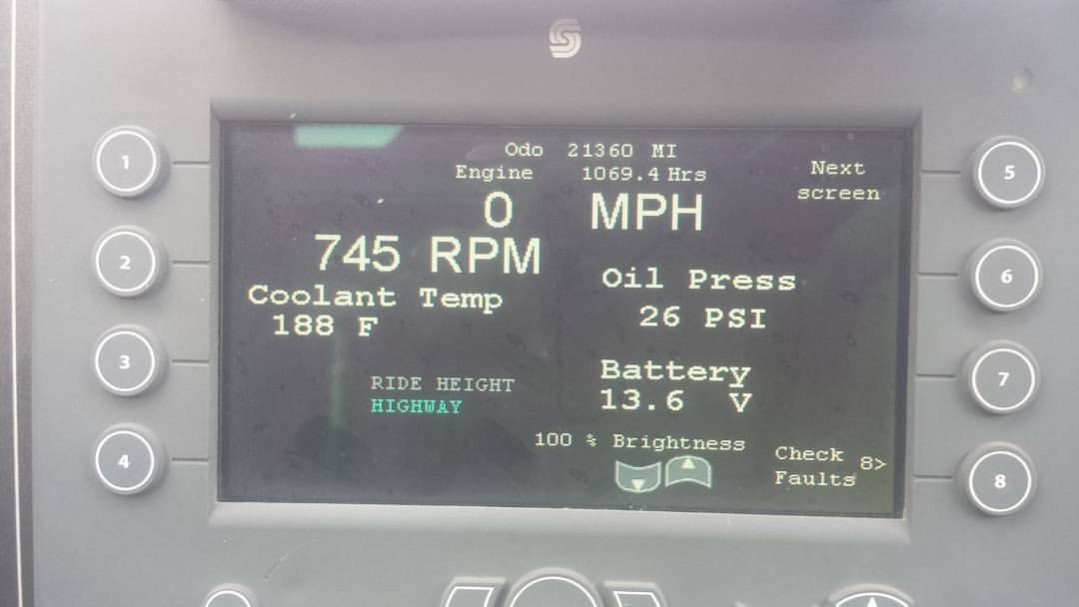 Odo 21360 MI
Engine 1069.4 Hrs
Next
screen
0 MPH
745 RPM
Coolant Temp
188 F
Oil Press
26 PSI
RIDE HEIGHT
HIGHWAY
Battery
13.6 V
100 % Brightness
Check
Faults
8>
1
2
3
4
5
6
7
8